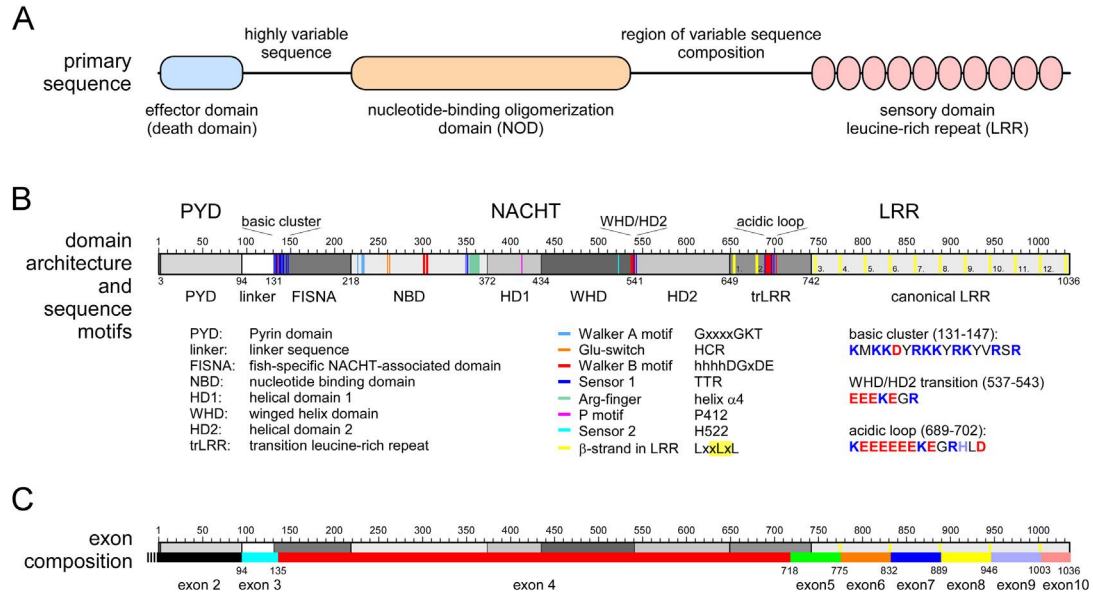 A
primary
sequence
highly variable
sequence
region of variable sequence
composition
effector domain
(death domain)
nucleotide-binding oligomerization
domain (NOD)
sensory domain
leucine-rich repeat (LRR)
B
domain
architecture
and
sequence
motifs
PYD NACHT LRR
basic cluster WHD/HD2 acidic loop
1 50 100 150 200 250 300 350 400 450 500 550 600 650 700 750 800 850 900 950 1000
1. 2. 3. 4. 5. 6. 7. 8. 9. 10. 11. 12.
3 94 131 147 218 372 434 541 649 689 742 1036
PYD linker FISNA NBD HD1 WHD HD2 trLRR canonical LRR
PYD: Pyrin domain
linker: linker sequence
FISNA: fish-specific NACHT-associated domain
NBD: nucleotide binding domain
HD1: helical domain 1
WHD: winged helix domain
HD2: helical domain 2
trLRR: transition leucine-rich repeat
Walker A motif GxxxxGKT
Glu-switch HCR
Walker B motif hhhhDGxDE
Sensor 1 TTR
Arg-finger helix α4
P motif P412
Sensor 2 H522
β-strand in LRR LxxLxL
basic cluster (131-147):
KMKKDYRKKYRKYVRSR
WHD/HD2 transition (537-543)
EEEKEGR
acidic loop (689-702):
KEEEEEEKEGRHLD
C
exon
composition
1 50 100 150 200 250 300 350 400 450 500 550 600 650 700 750 800 850 900 950 1000
94 135 718 775 832 889 946 1003 1036
exon 2 exon 3 exon 4 exon5 exon6 exon7 exon8 exon9 exon10